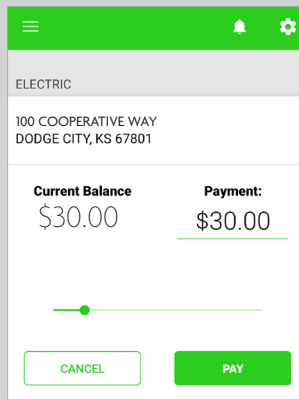 ELECTRIC
100 COOPERATIVE WAY
DODGE CITY, KS 67801
Current Balance
$30.00
Payment:
$30.00
CANCEL
PAY